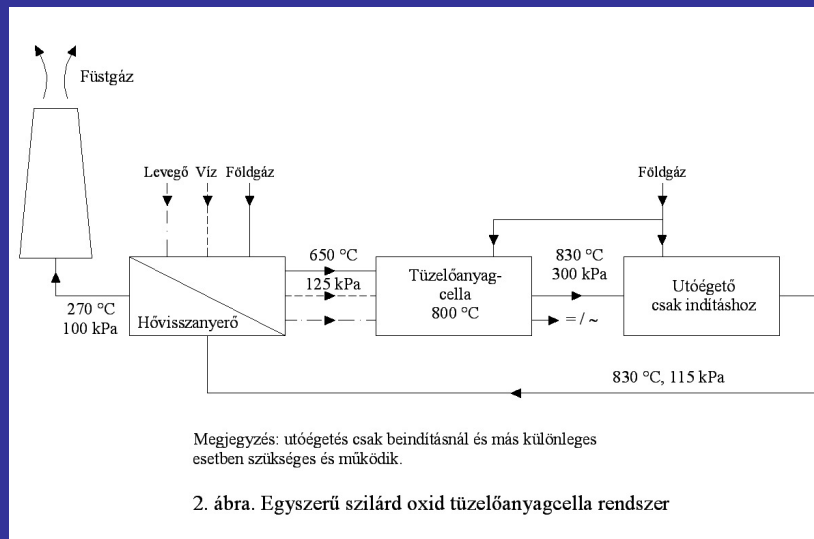 Füstgáz
Levegő Víz Földgáz
Földgáz
650 °C
125 kPa
Tüzelőanyag-
cella
800 °C
830 °C
300 kPa
Utóégető
csak indításhoz
270 °C
100 kPa
Hővisszanyerő
= / ~
830 °C, 115 kPa
Megjegyzés: utóégetés csak beindításnál és más különleges
esetben szükséges és működik.
2. ábra. Egyszerű szilárd oxid tüzelőanyagcella rendszer